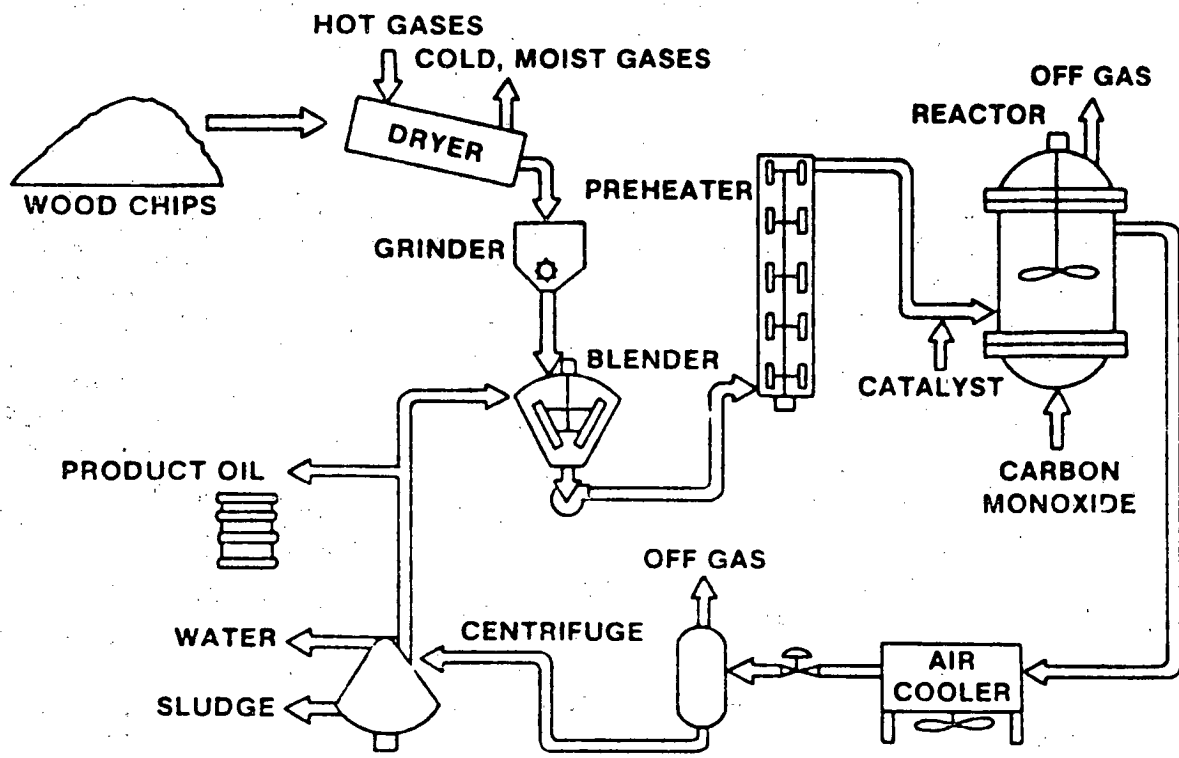 HOT GASES
COLD, MOIST GASES
OFF GAS
REACTOR
DRYER
WOOD CHIPS
PREHEATER
GRINDER
BLENDER
CATALYST
CARBON
MONOXIDE
PRODUCT OIL
OFF GAS
WATER
CENTRIFUGE
AIR
COOLER
SLUDGE